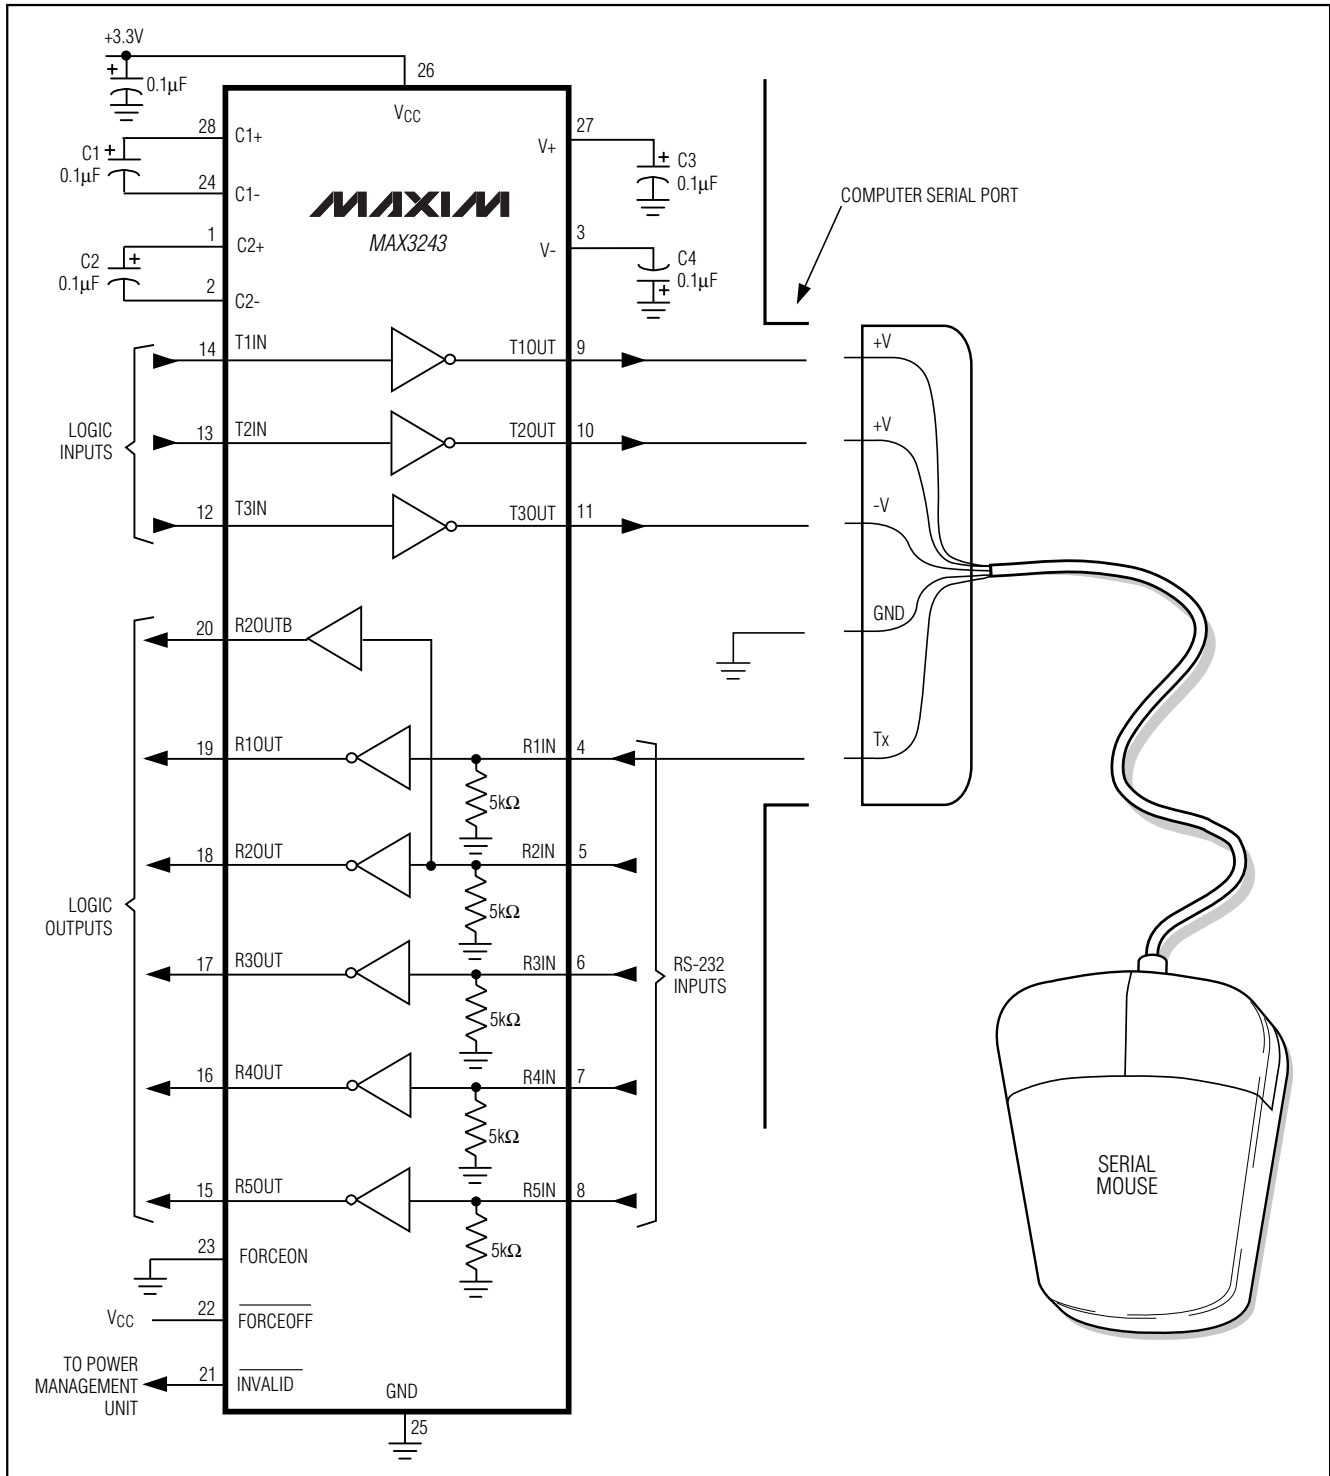 +3.3V
+
0.1µF
26
VCC
28
C1+
C1
+
0.1µF
24
C1-
1
C2+
C2
+
0.1µF
2
C2-
27
V+
+
C3
0.1µF
3
V-
C4
0.1µF
+
MAXIM
MAX3243
COMPUTER SERIAL PORT
LOGIC
INPUTS
14
T1IN
T1OUT
9
+V
13
T2IN
T2OUT
10
+V
12
T3IN
T3OUT
11
-V
20
R2OUTB
GND
19
R1OUT
R1IN
4
Tx
5kΩ
18
R2OUT
R2IN
5
5kΩ
LOGIC
OUTPUTS
17
R3OUT
R3IN
6
5kΩ
RS-232
INPUTS
16
R4OUT
R4IN
7
5kΩ
15
R5OUT
R5IN
8
5kΩ
23
FORCEON
VCC
22
FORCEOFF
TO POWER
MANAGEMENT
UNIT
21
INVALID
GND
25
SERIAL
MOUSE